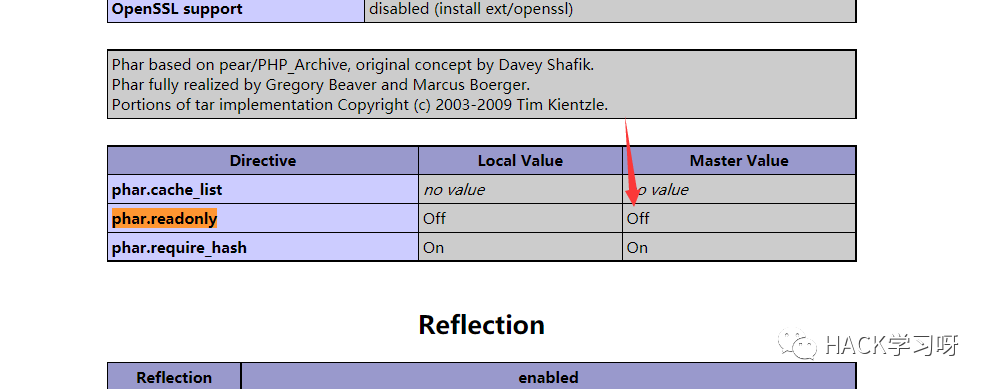 OpenSSL support disabled (install ext/openssl)
Phar based on pear/PHP_Archive, original concept by Davey Shafik.
Phar fully realized by Gregory Beaver and Marcus Boerger.
Portions of tar implementation Copyright (c) 2003-2009 Tim Kientzle.
Directive Local Value Master Value
phar.cache_list no value no value
phar.readonly Off Off
phar.require_hash On On
Reflection
HACK学习呀
Reflection enabled